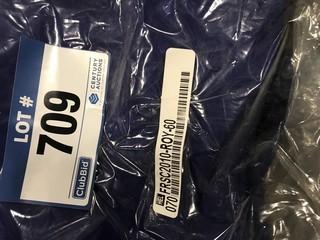 LOT #
709
CENTURY
AUCTIONS
ClubBid
FRSC2010-ROY-60
070